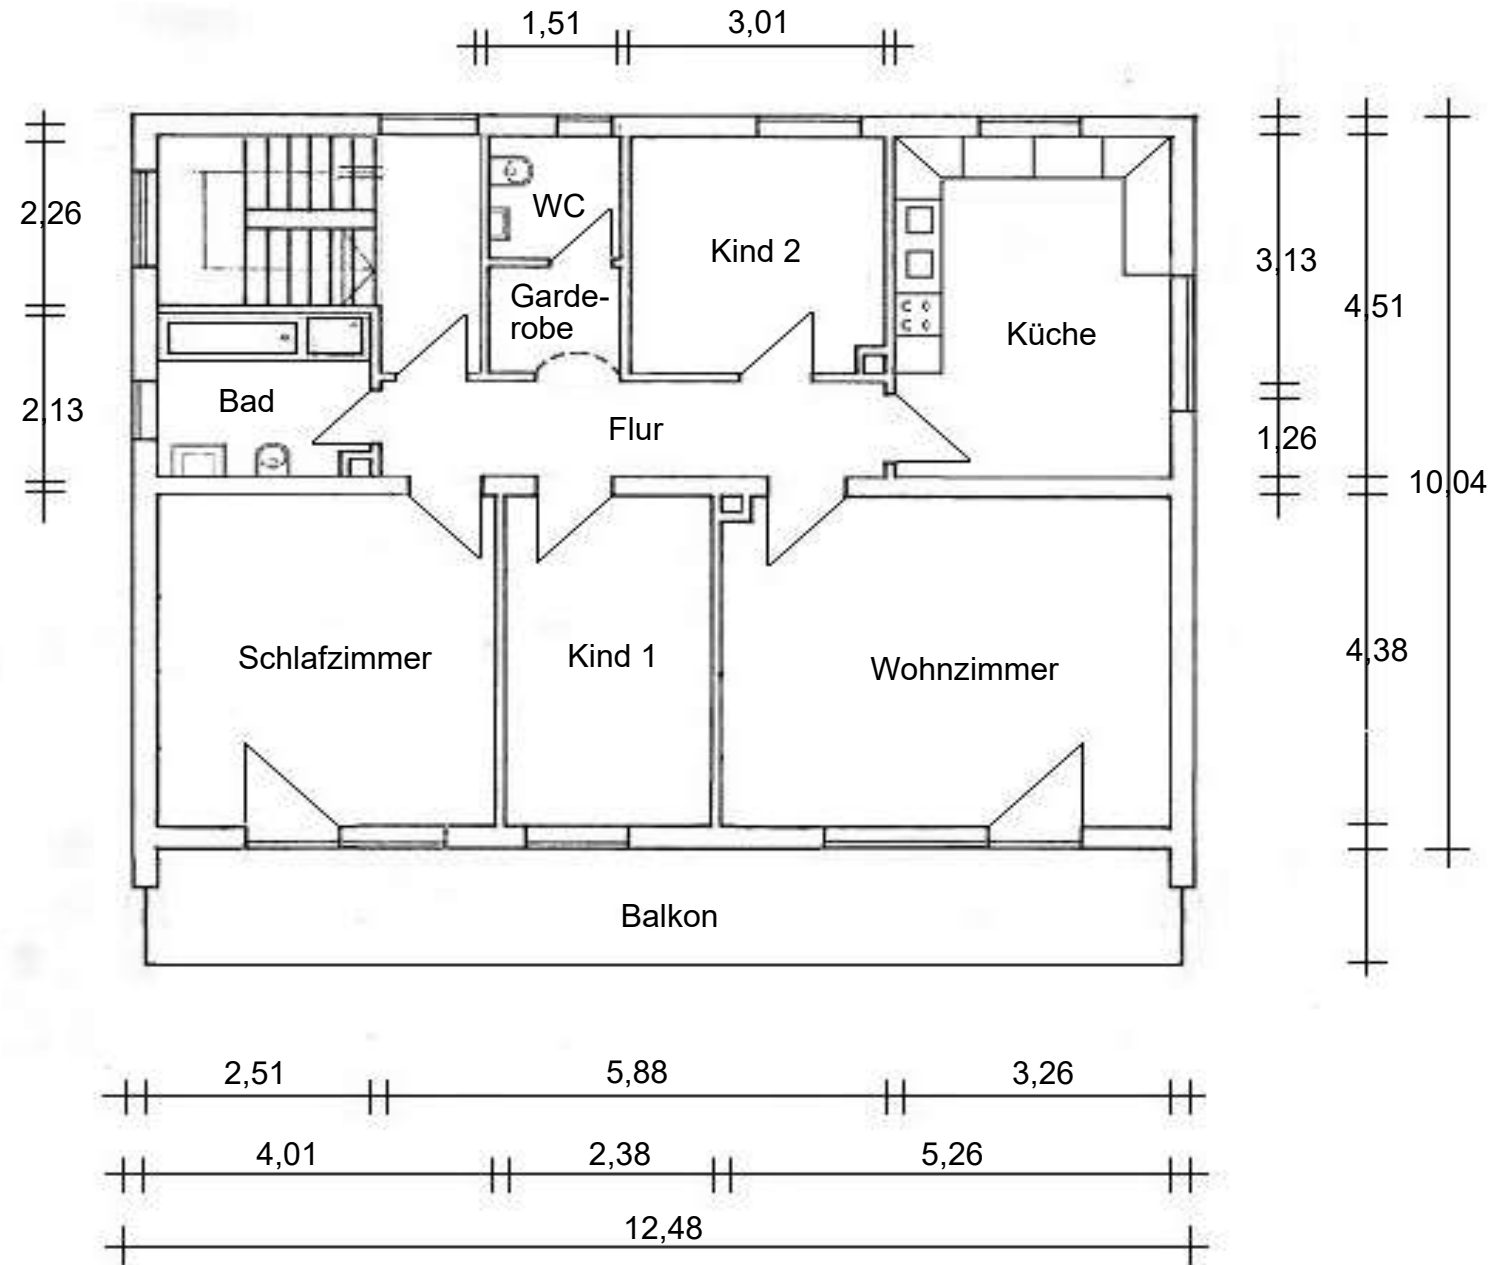 1,51
3,01
2,26
WC
Kind 2
3,13
Garde-
robe
Küche
4,51
Bad
2,13
Flur
1,26
10,04
Schlafzimmer
Kind 1
Wohnzimmer
4,38
Balkon
2,51
5,88
3,26
4,01
2,38
5,26
12,48